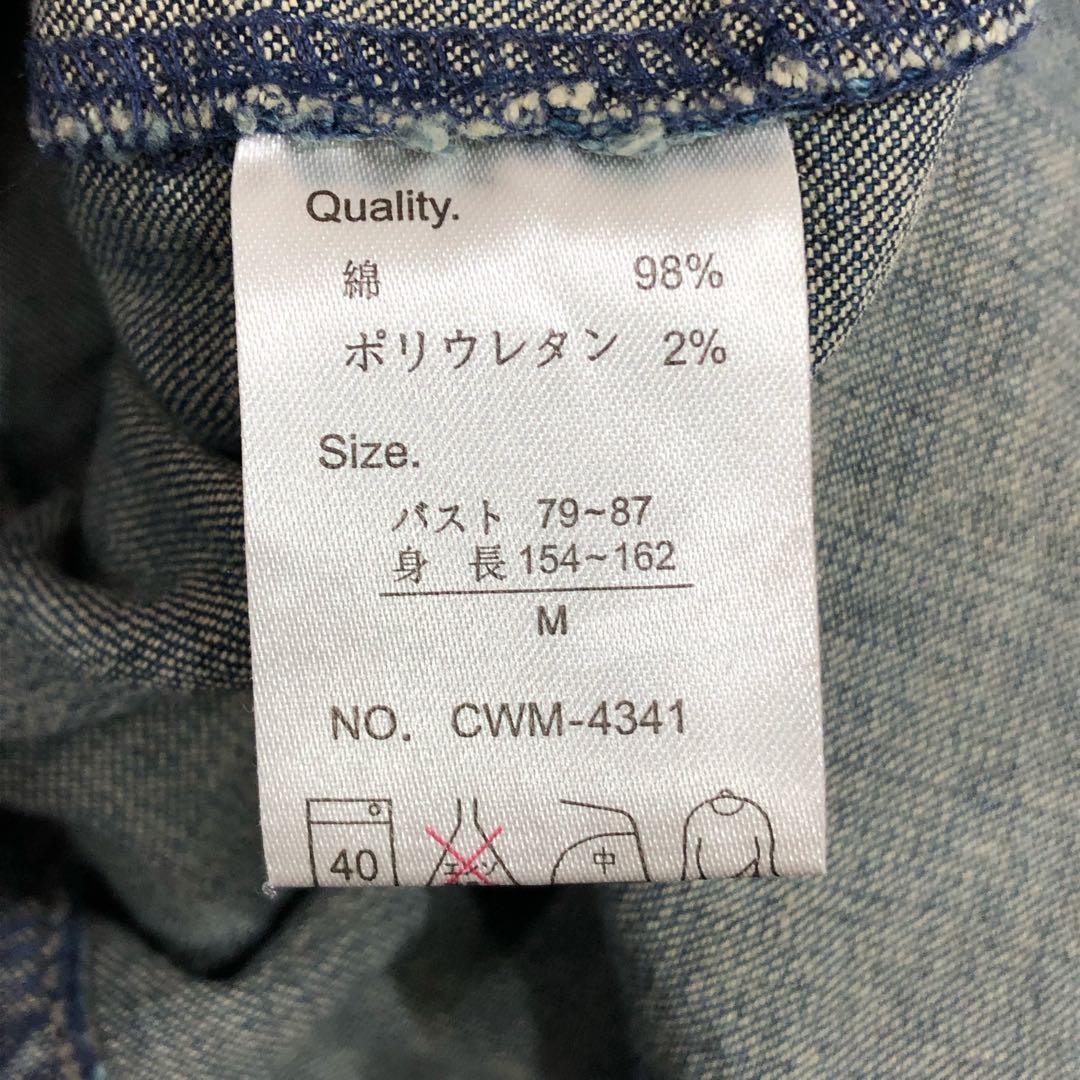 Quality.
綿 98%
ポリウレタン 2%
Size.
バスト 79~87
身 長 154~162
M
NO. CWM-4341
40
中